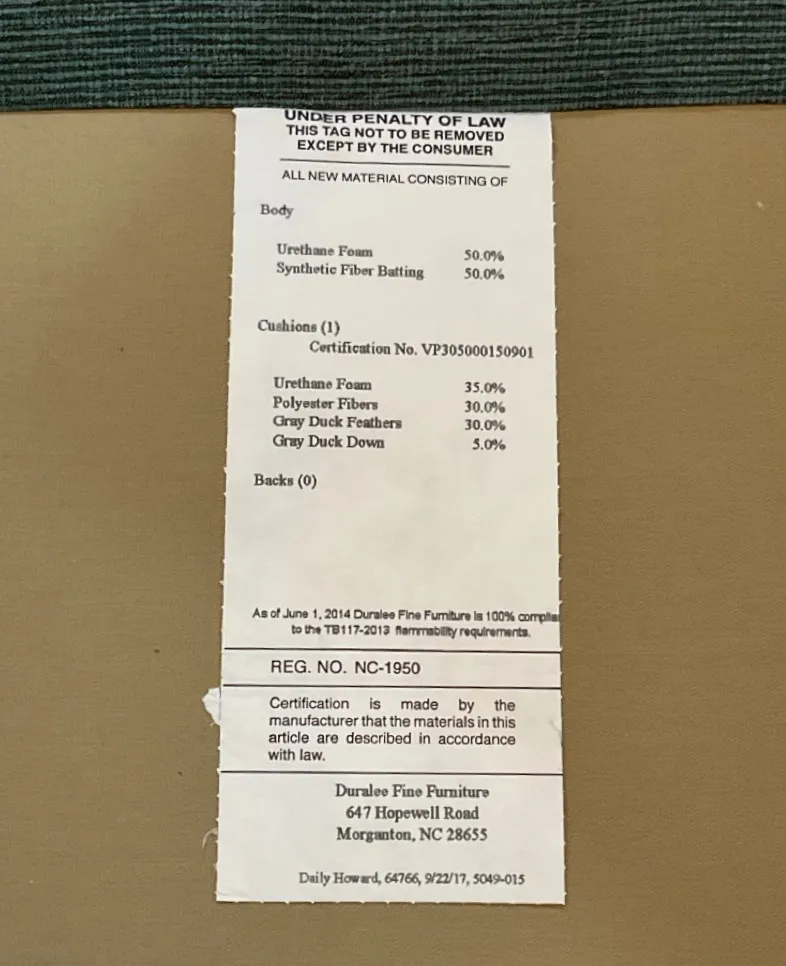 UNDER PENALTY OF LAW
THIS TAG NOT TO BE REMOVED
EXCEPT BY THE CONSUMER
ALL NEW MATERIAL CONSISTING OF
Body
Urethane Foam 50.0%
Synthetic Fiber Batting 50.0%
Cushions (1)
Certification No. VP305000150901
Urethane Foam 35.0%
Polyester Fibers 30.0%
Gray Duck Feathers 30.0%
Gray Duck Down 5.0%
Backs (0)
As of June 1, 2014 Duralee Fine Furniture is 100% complia
to the TB117-2013 flammability requirements.
REG. NO. NC-1950
Certification is made by the
manufacturer that the materials in this
article are described in accordance
with law.
Duralee Fine Furniture
647 Hopewell Road
Morganton, NC 28655
Daily Howard, 64766, 9/22/17, 5049-015